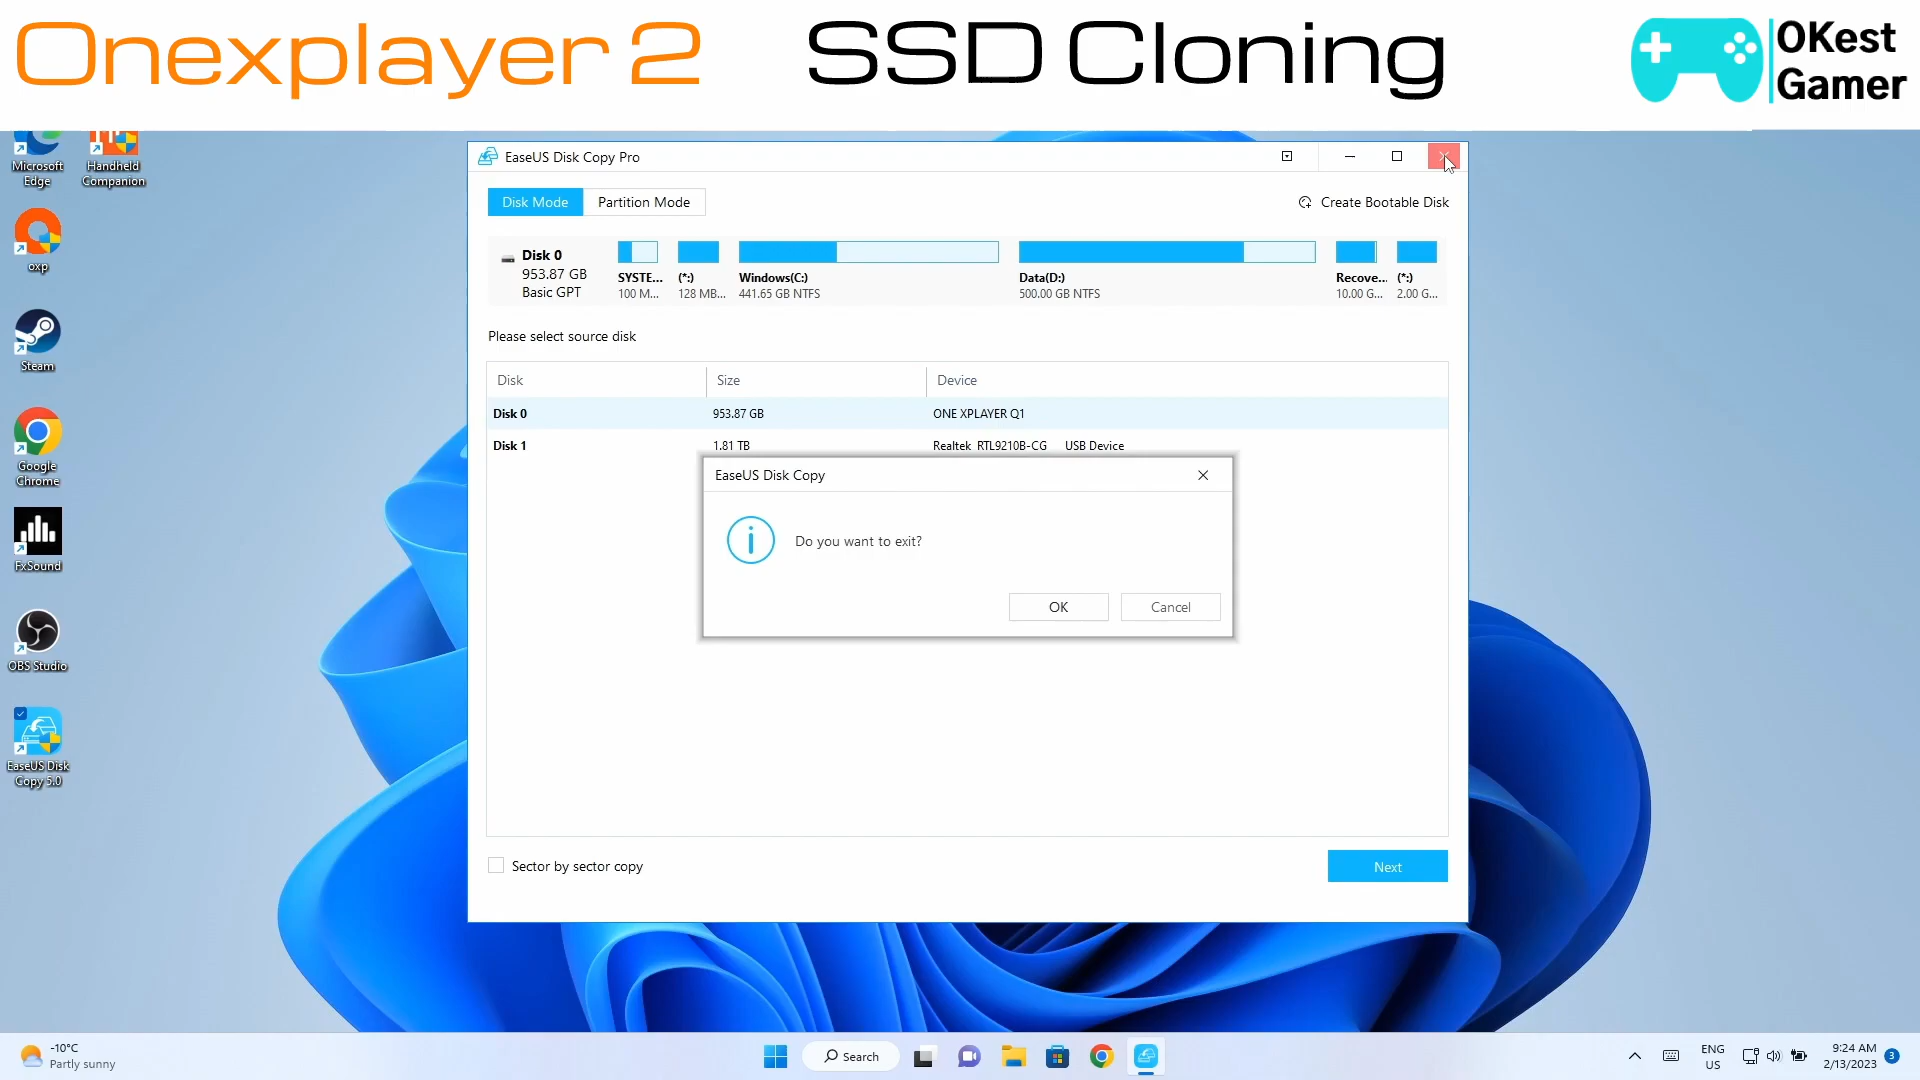 Onexplayer 2 SSD Cloning
OKest
Gamer
Microsoft
Edge
Handheld
Companion
oxp
Steam
Google
Chrome
FxSound
OBS Studio
EaseUS Disk
Copy 5.0
EaseUS Disk Copy Pro
Disk Mode Partition Mode Create Bootable Disk
Disk 0
953.87 GB
Basic GPT
SYSTE... (*:) Windows(C:) Data(D:) Recove... (*:)
100 M... 128 MB... 441.65 GB NTFS 500.00 GB NTFS 10.00 G... 2.00 G...
Please select source disk
Disk Size Device
Disk 0 953.87 GB ONE XPLAYER Q1
Disk 1 1.81 TB Realtek RTL9210B-CG USB Device
EaseUS Disk Copy
Do you want to exit?
OK Cancel
Sector by sector copy Next
-10°C
Partly sunny
Search
ENG
US
9:24 AM
2/13/2023
3